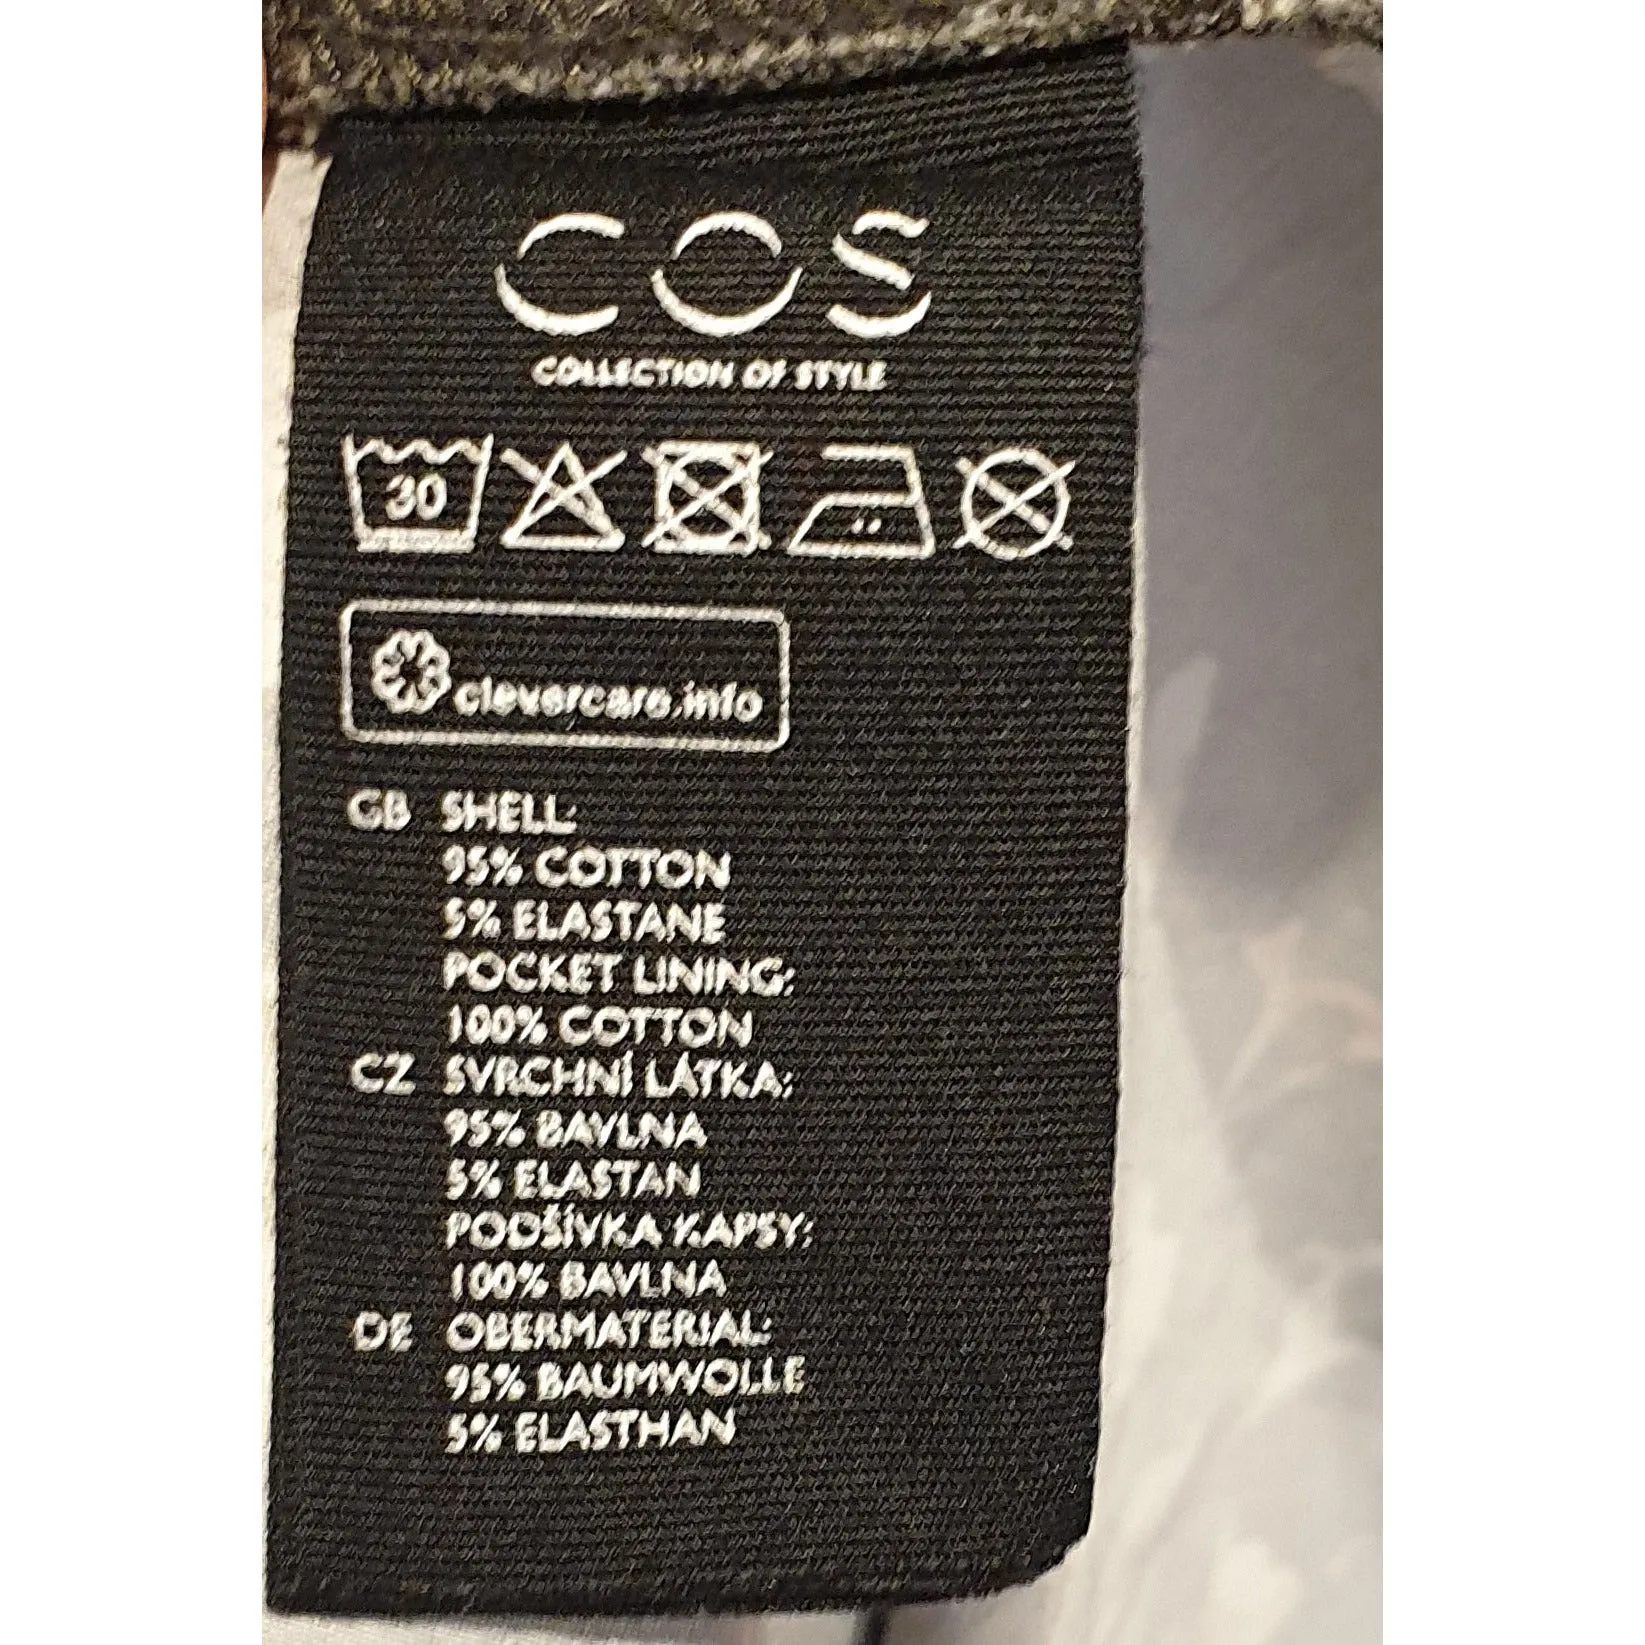 COS
COLLECTION OF STYLE
30
clevercare.info
GB SHELL:
95% COTTON
5% ELASTANE
POCKET LINING:
100% COTTON
CZ SVRCHNÍ LÁTKA:
95% BAVLNA
5% ELASTAN
PODŠÍVKA KAPSY:
100% BAVLNA
DE OBERMATERIAL:
95% BAUMWOLLE
5% ELASTHAN